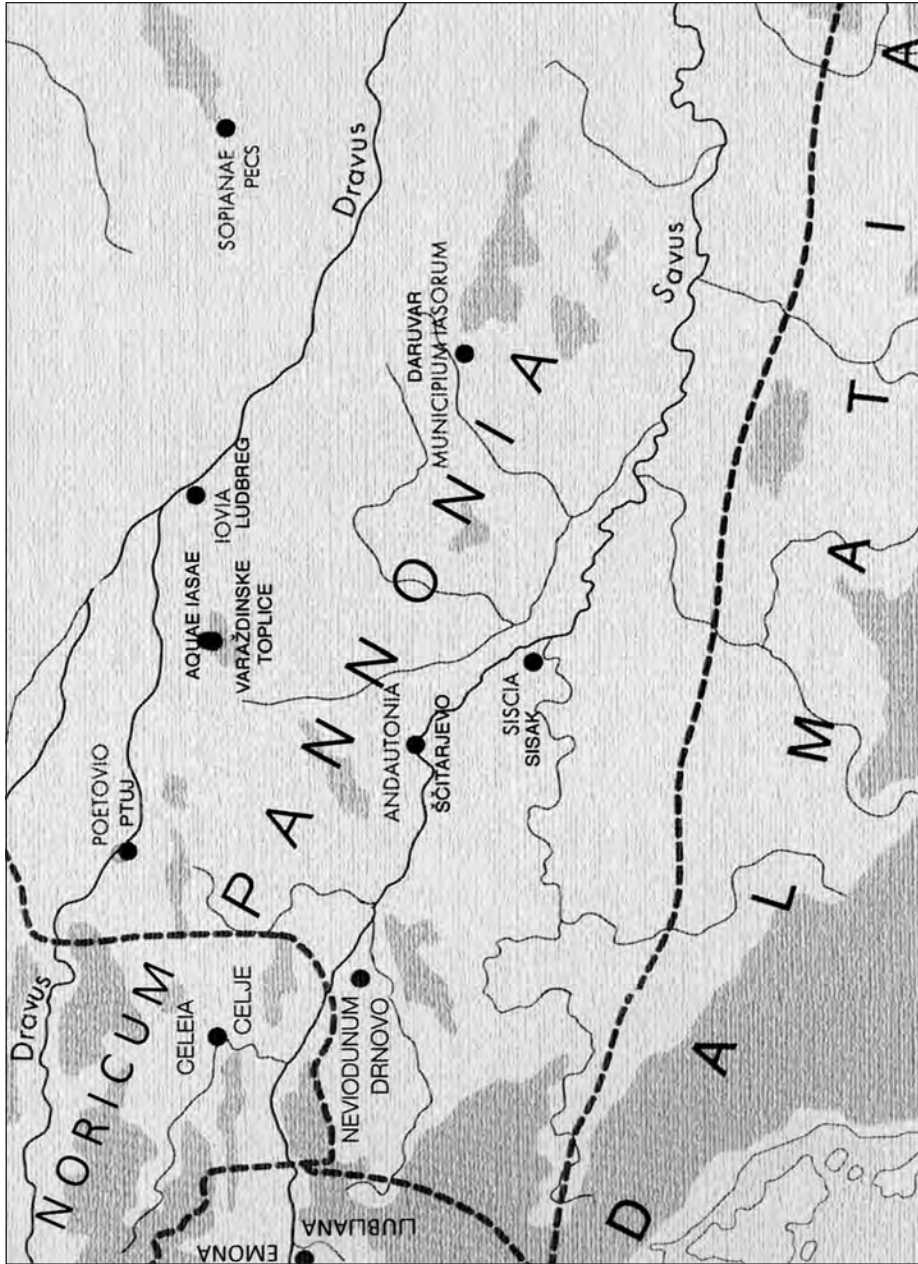 NORICUM
PANNONIA
DALMATIA
Dravus
Dravus
Savus
EMONA
LJUBLJANA
CELEIA
CELJE
NEVIODUNUM
DRNOVO
POETOVIO
PTUJ
AQUAE IASAE
VARAŽDINSKE
TOPLICE
IOVIA
LUDBREG
ANDAUTONIA
ŠČITARJEVO
SISCIA
SISAK
DARUVAR
MUNICIPIUM IASORUM
SOPIANAE
PECS